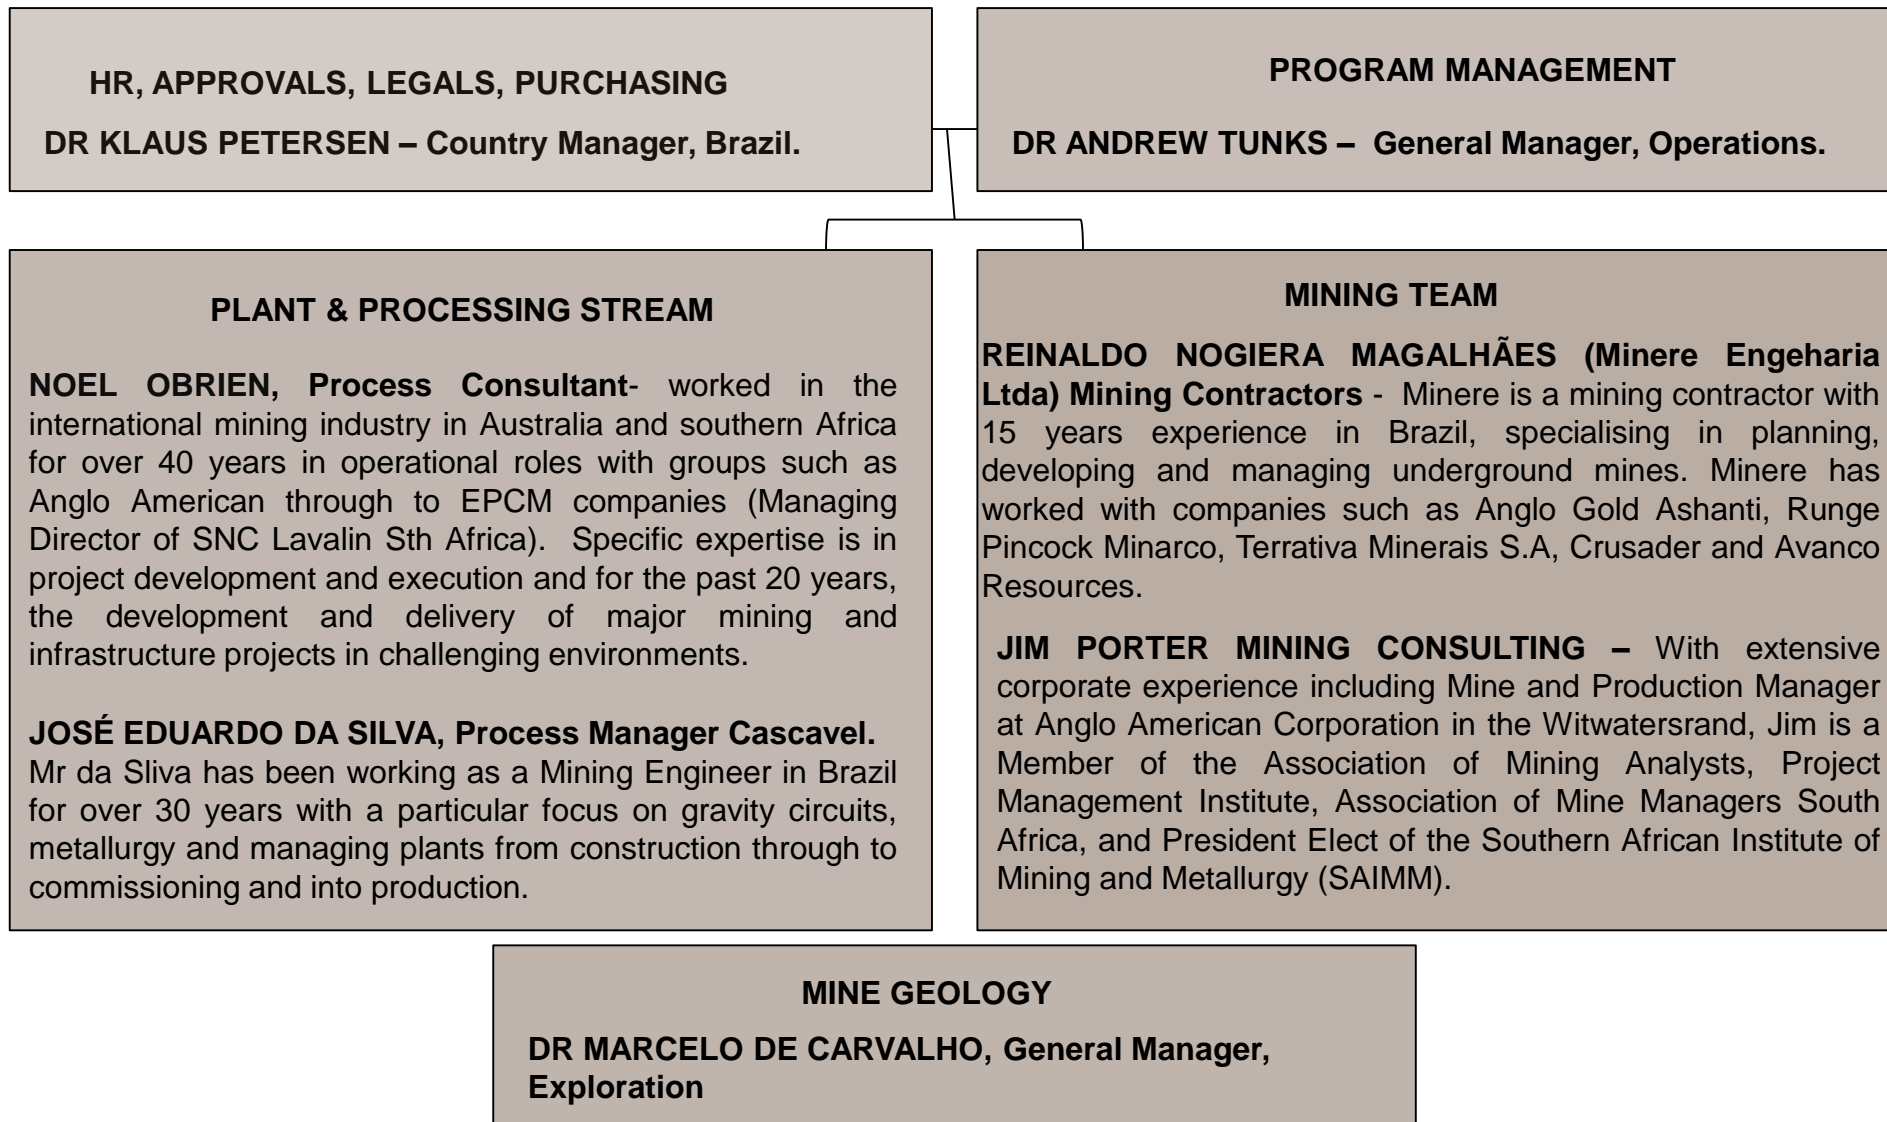 HR, APPROVALS, LEGALS, PURCHASING
DR KLAUS PETERSEN – Country Manager, Brazil.
PROGRAM MANAGEMENT
DR ANDREW TUNKS – General Manager, Operations.
PLANT & PROCESSING STREAM
NOEL OBRIEN, Process Consultant- worked in the
international mining industry in Australia and southern Africa
for over 40 years in operational roles with groups such as
Anglo American through to EPCM companies (Managing
Director of SNC Lavalin Sth Africa). Specific expertise is in
project development and execution and for the past 20 years,
the development and delivery of major mining and
infrastructure projects in challenging environments.
JOSÉ EDUARDO DA SILVA, Process Manager Cascavel.
Mr da Sliva has been working as a Mining Engineer in Brazil
for over 30 years with a particular focus on gravity circuits,
metallurgy and managing plants from construction through to
commissioning and into production.
MINING TEAM
REINALDO NOGIERA MAGALHÃES (Minere Engeharia
Ltda) Mining Contractors - Minere is a mining contractor with
15 years experience in Brazil, specialising in planning,
developing and managing underground mines. Minere has
worked with companies such as Anglo Gold Ashanti, Runge
Pincock Minarco, Terrativa Minerais S.A, Crusader and Avanco
Resources.
JIM PORTER MINING CONSULTING – With extensive
corporate experience including Mine and Production Manager
at Anglo American Corporation in the Witwatersrand, Jim is a
Member of the Association of Mining Analysts, Project
Management Institute, Association of Mine Managers South
Africa, and President Elect of the Southern African Institute of
Mining and Metallurgy (SAIMM).
MINE GEOLOGY
DR MARCELO DE CARVALHO, General Manager,
Exploration